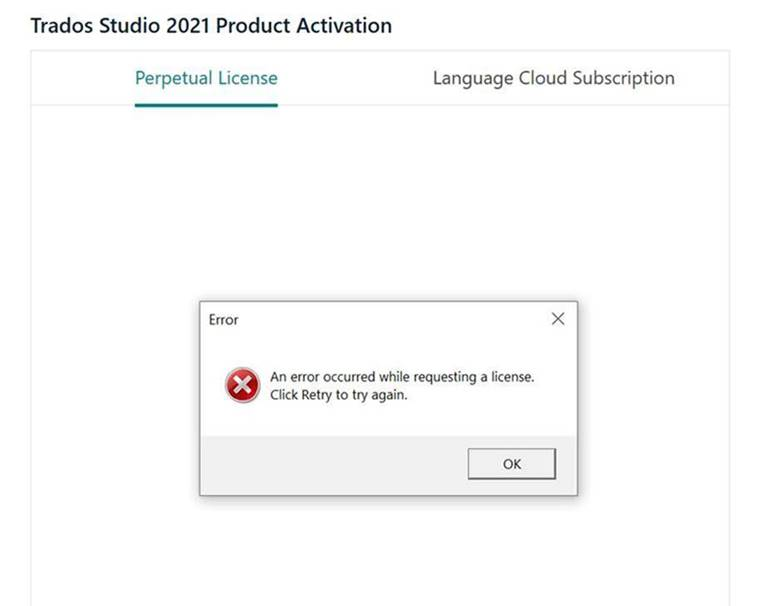 Trados Studio 2021 Product Activation
Perpetual License
Language Cloud Subscription
Error
An error occurred while requesting a license.
Click Retry to try again.
OK